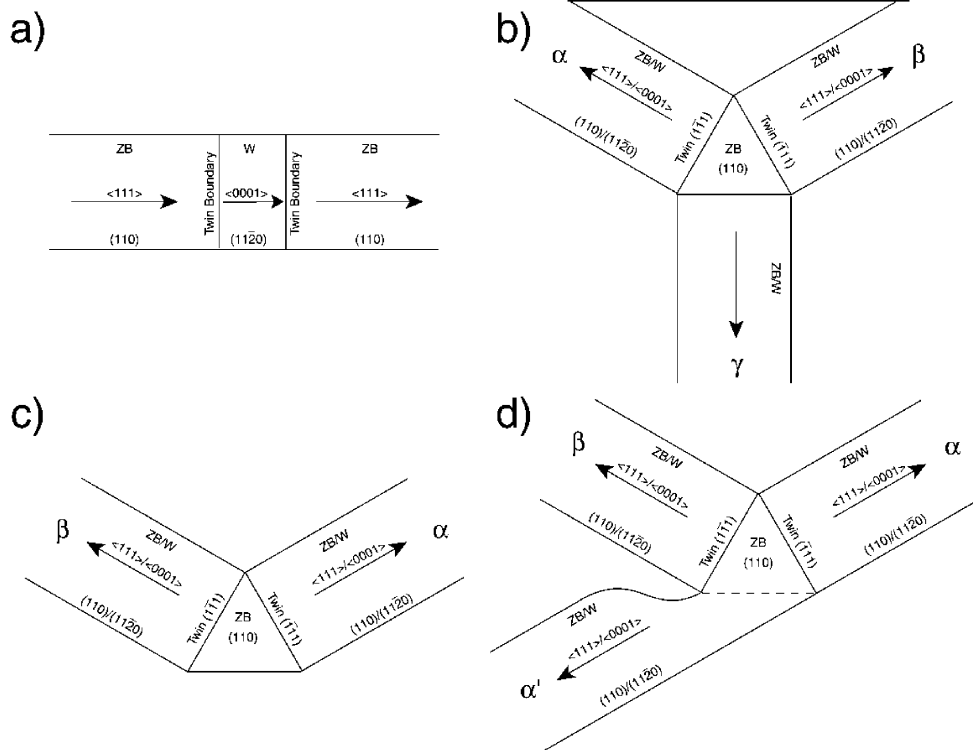 a)
ZB
W
ZB
<111>
Twin Boundary
<0001>
Twin Boundary
<111>
(110)
(112̄0)
(110)
b)
α
ZB/W
<111>/<0001>
(110)/(112̄0)
Twin (11̄1)
ZB
(110)
Twin (1̄11)
ZB/W
<111>/<0001>
(110)/(112̄0)
β
ZB/W
γ
c)
β
ZB/W
<111>/<0001>
(110)/(112̄0)
Twin (11̄1)
ZB
(110)
Twin (1̄11)
ZB/W
<111>/<0001>
(110)/(112̄0)
α
d)
β
ZB/W
<111>/<0001>
(110)/(112̄0)
Twin (11̄1)
ZB
(110)
Twin (1̄11)
ZB/W
<111>/<0001>
(110)/(112̄0)
α
ZB/W
<111>/<0001>
α'
(110)/(112̄0)